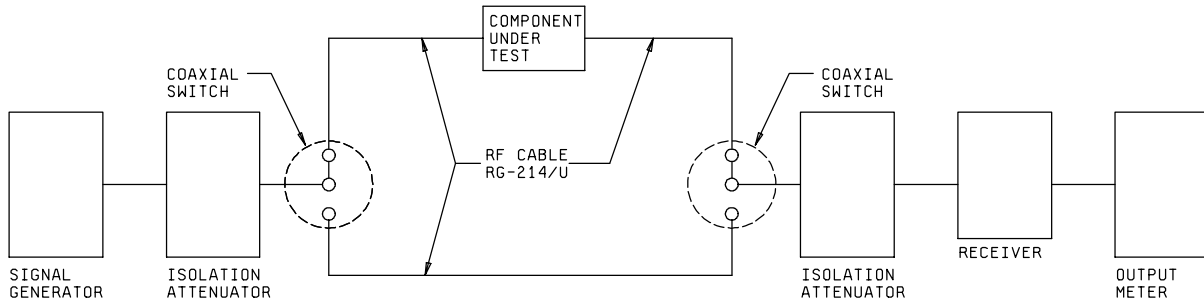 COMPONENT
UNDER
TEST
COAXIAL
SWITCH
COAXIAL
SWITCH
RF CABLE
RG-214/U
SIGNAL
GENERATOR
ISOLATION
ATTENUATOR
ISOLATION
ATTENUATOR
RECEIVER
OUTPUT
METER